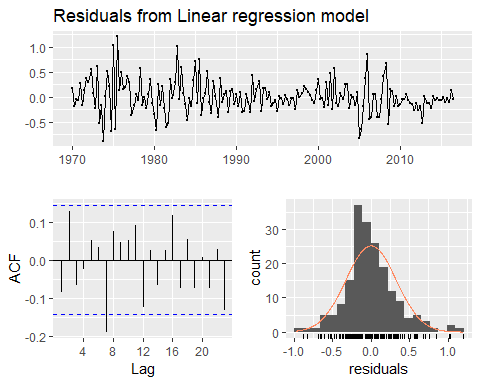 Residuals from Linear regression model
1.0
0.5
0.0
-0.5
1970 1980 1990 2000 2010
ACF
0.1
0.0
-0.1
-0.2
4 8 12 16 20
Lag
count
30
20
10
0
-1.0 -0.5 0.0 0.5 1.0
residuals